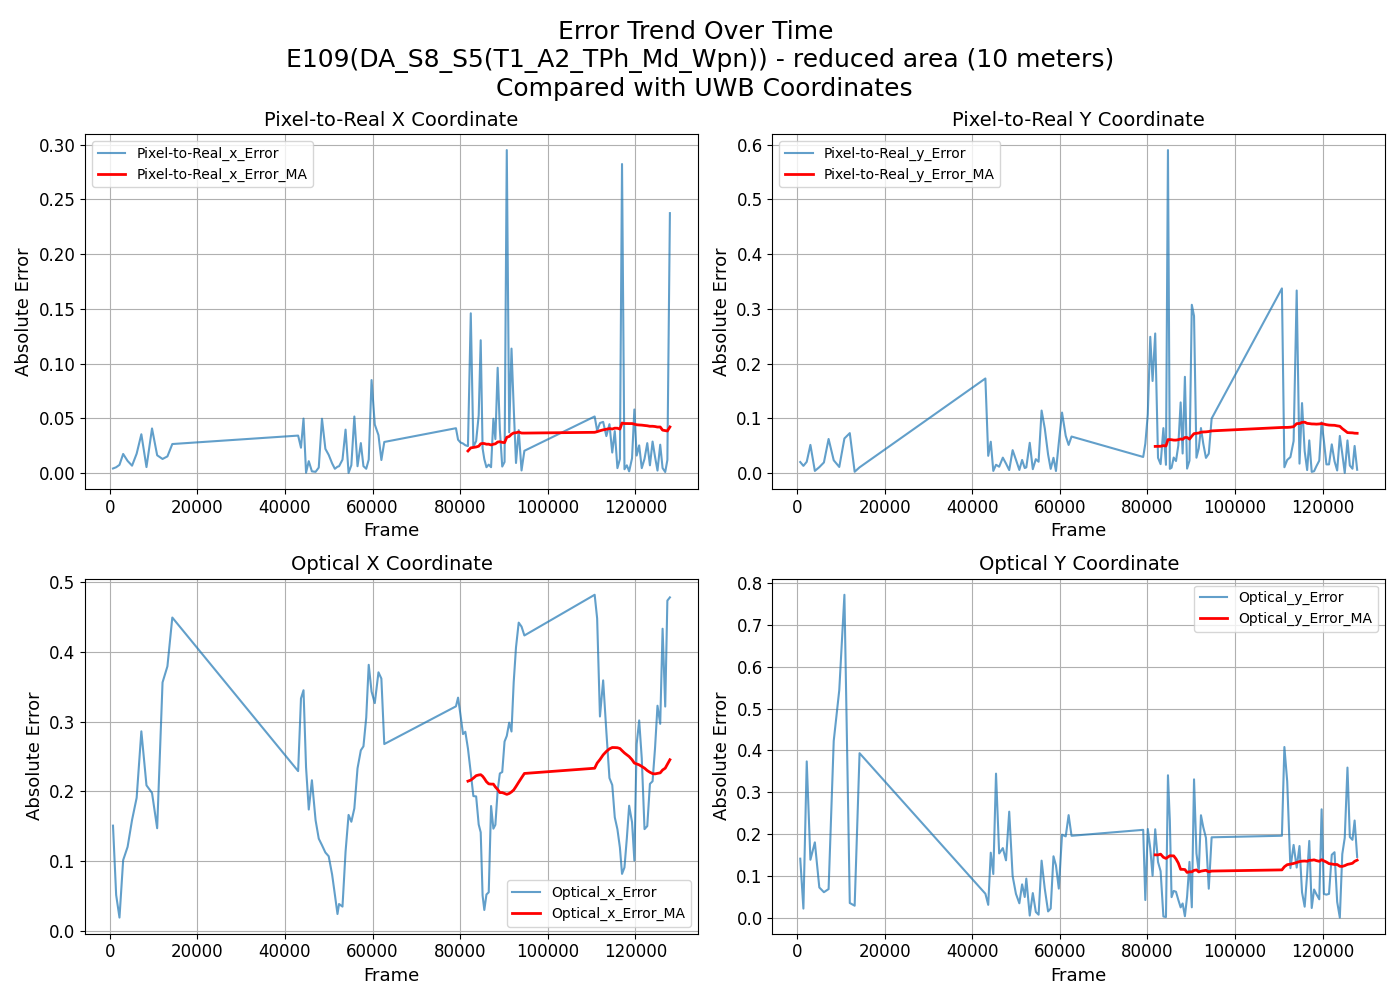 Error Trend Over Time
E109(DA_S8_S5(T1_A2_TPh_Md_Wpn)) - reduced area (10 meters)
Compared with UWB Coordinates
Pixel-to-Real X Coordinate
Pixel-to-Real_x_Error
Pixel-to-Real_x_Error_MA
Absolute Error
0.30
0.25
0.20
0.15
0.10
0.05
0.00
0 20000 40000 60000 80000 100000 120000
Frame
Pixel-to-Real Y Coordinate
Pixel-to-Real_y_Error
Pixel-to-Real_y_Error_MA
Absolute Error
0.6
0.5
0.4
0.3
0.2
0.1
0.0
0 20000 40000 60000 80000 100000 120000
Frame
Optical X Coordinate
Absolute Error
0.5
0.4
0.3
0.2
0.1
0.0
Optical_x_Error
Optical_x_Error_MA
0 20000 40000 60000 80000 100000 120000
Frame
Optical Y Coordinate
Optical_y_Error
Optical_y_Error_MA
Absolute Error
0.8
0.7
0.6
0.5
0.4
0.3
0.2
0.1
0.0
0 20000 40000 60000 80000 100000 120000
Frame